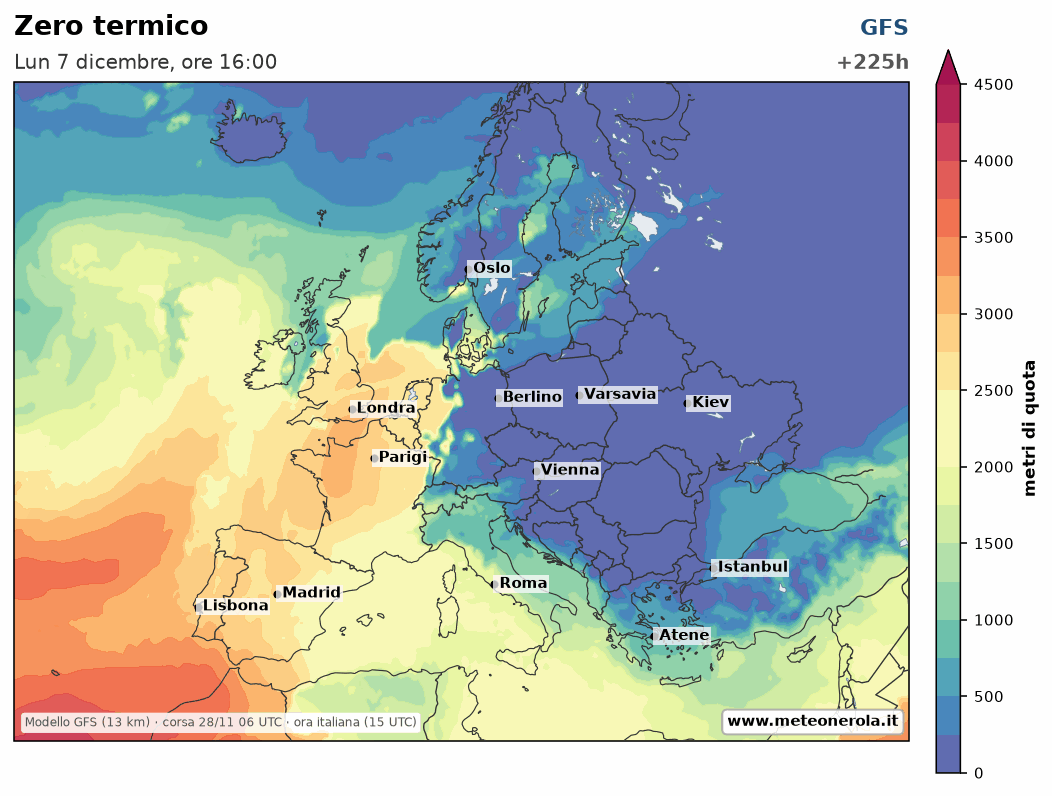 Zero termico
GFS
Lun 7 dicembre, ore 16:00
+225h
4500
4000
3500
3000
2500
2000
1500
1000
500
0
metri di quota
Oslo
Londra
Berlino
Varsavia
Kiev
Parigi
Vienna
Istanbul
Roma
Madrid
Lisbona
Atene
Modello GFS (13 km) · corsa 28/11 06 UTC · ora italiana (15 UTC)
www.meteonerola.it